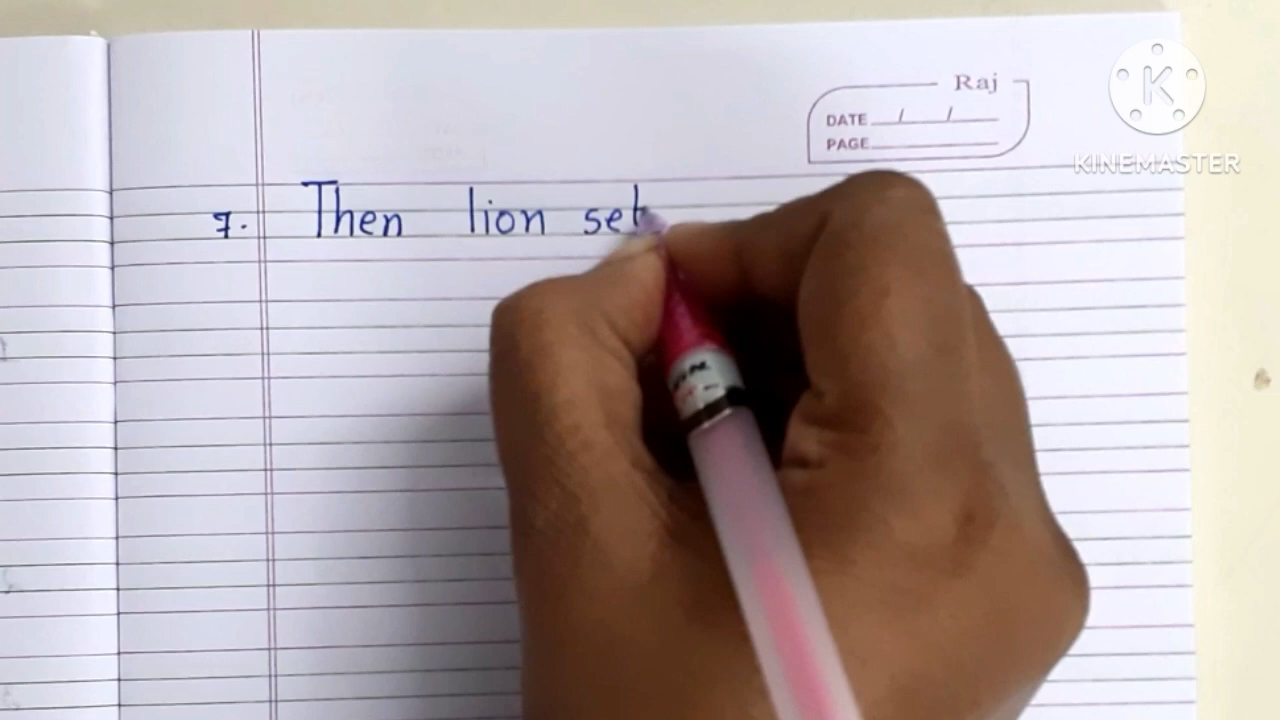 Raj
DATE / /
PAGE
KINEMASTER
7. Then lion set